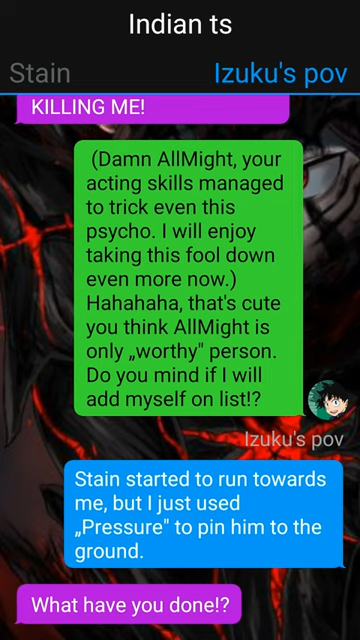 Indian ts
Stain
Izuku's pov
KILLING ME!
(Damn AllMight, your
acting skills managed
to trick even this
psycho. I will enjoy
taking this fool down
even more now.)
Hahahaha, that's cute
you think AllMight is
only „worthy" person.
Do you mind if I will
add myself on list!?
Izuku's pov
Stain started to run towards
me, but I just used
„Pressure" to pin him to the
ground.
What have you done!?